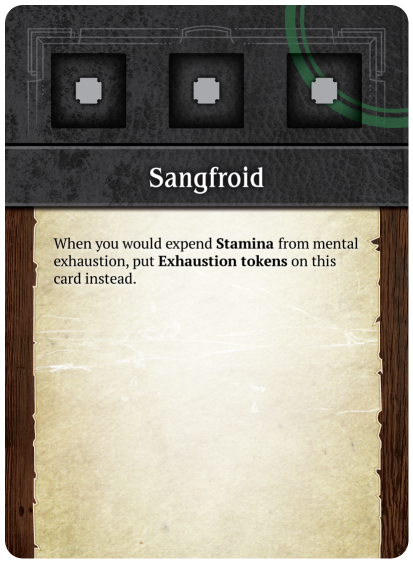 Sangfroid
When you would expend Stamina from mental
exhaustion, put Exhaustion tokens on this
card instead.